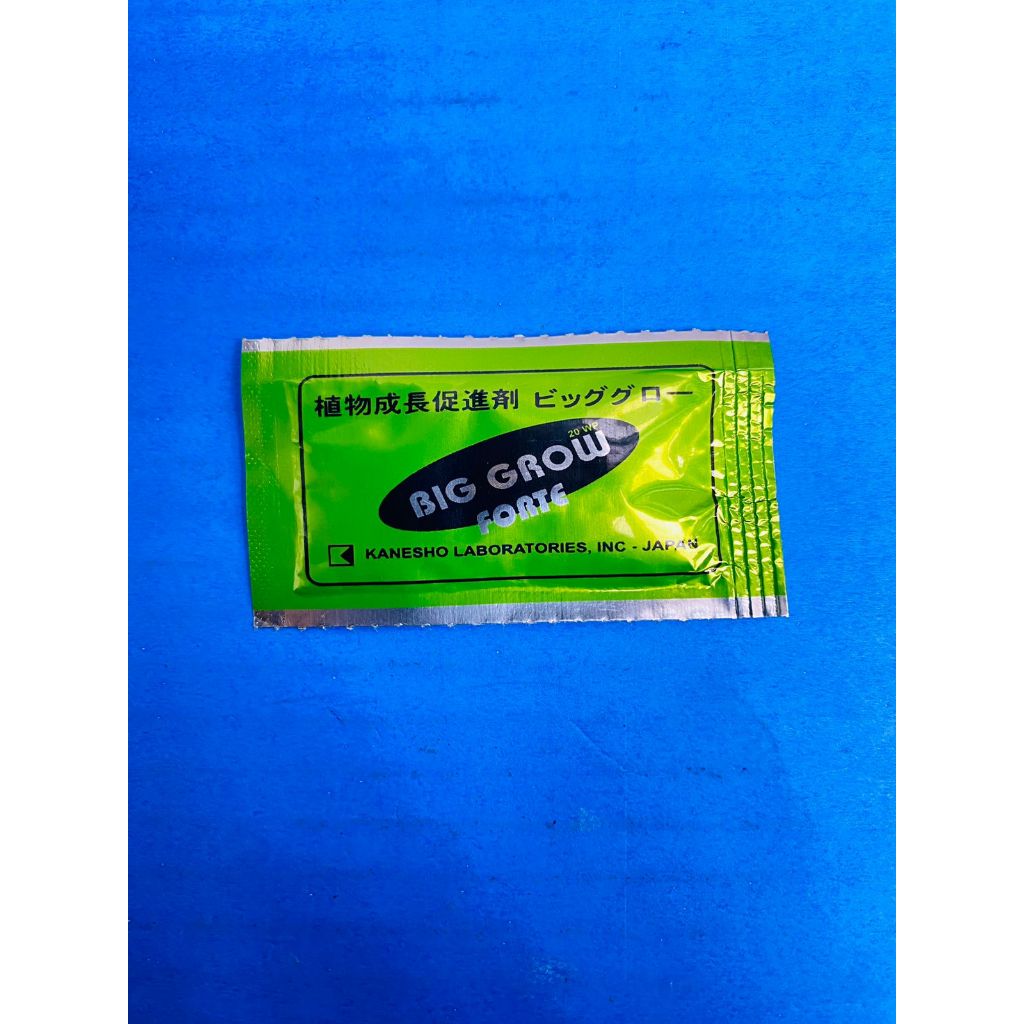 植物成長促進剤 ビッググロー
20 WP
BIG GROW
FORTE
KANESHO LABORATORIES, INC - JAPAN